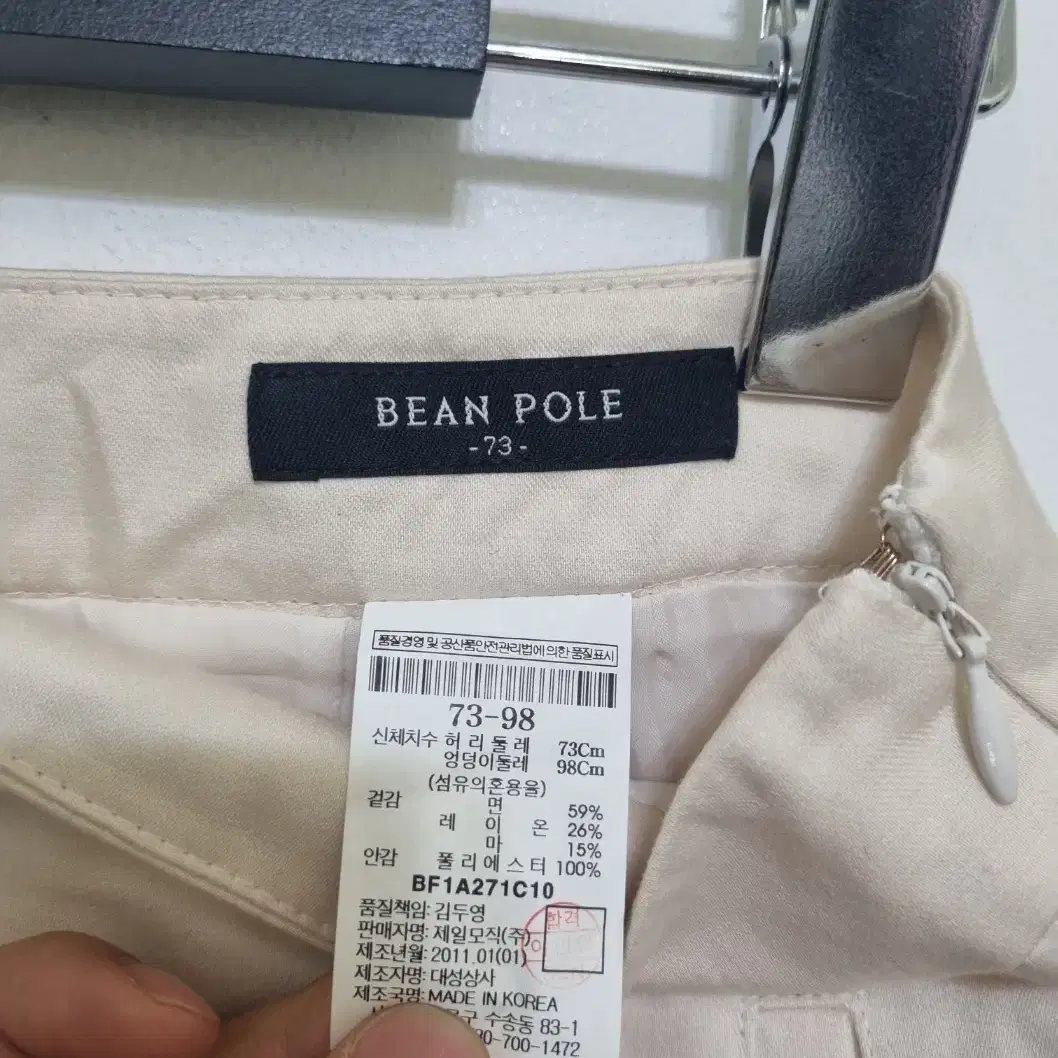 BEAN POLE
-73-
품질경영 및 공산품안전관리법에 의한 품질표시
73-98
신체치수 허 리 둘 레 73Cm
엉덩이둘레 98Cm
(섬유의혼용율)
겉감 면 59%
레 이 온 26%
마 15%
안감 폴 리 에 스 터 100%
BF1A271C10
품질책임: 김두영
판매자명: 제일모직(주)
합격
제조년월: 2011.01(01)
제조자명: 대성상사
제조국명: MADE IN KOREA
수송동 83-1
700-1472